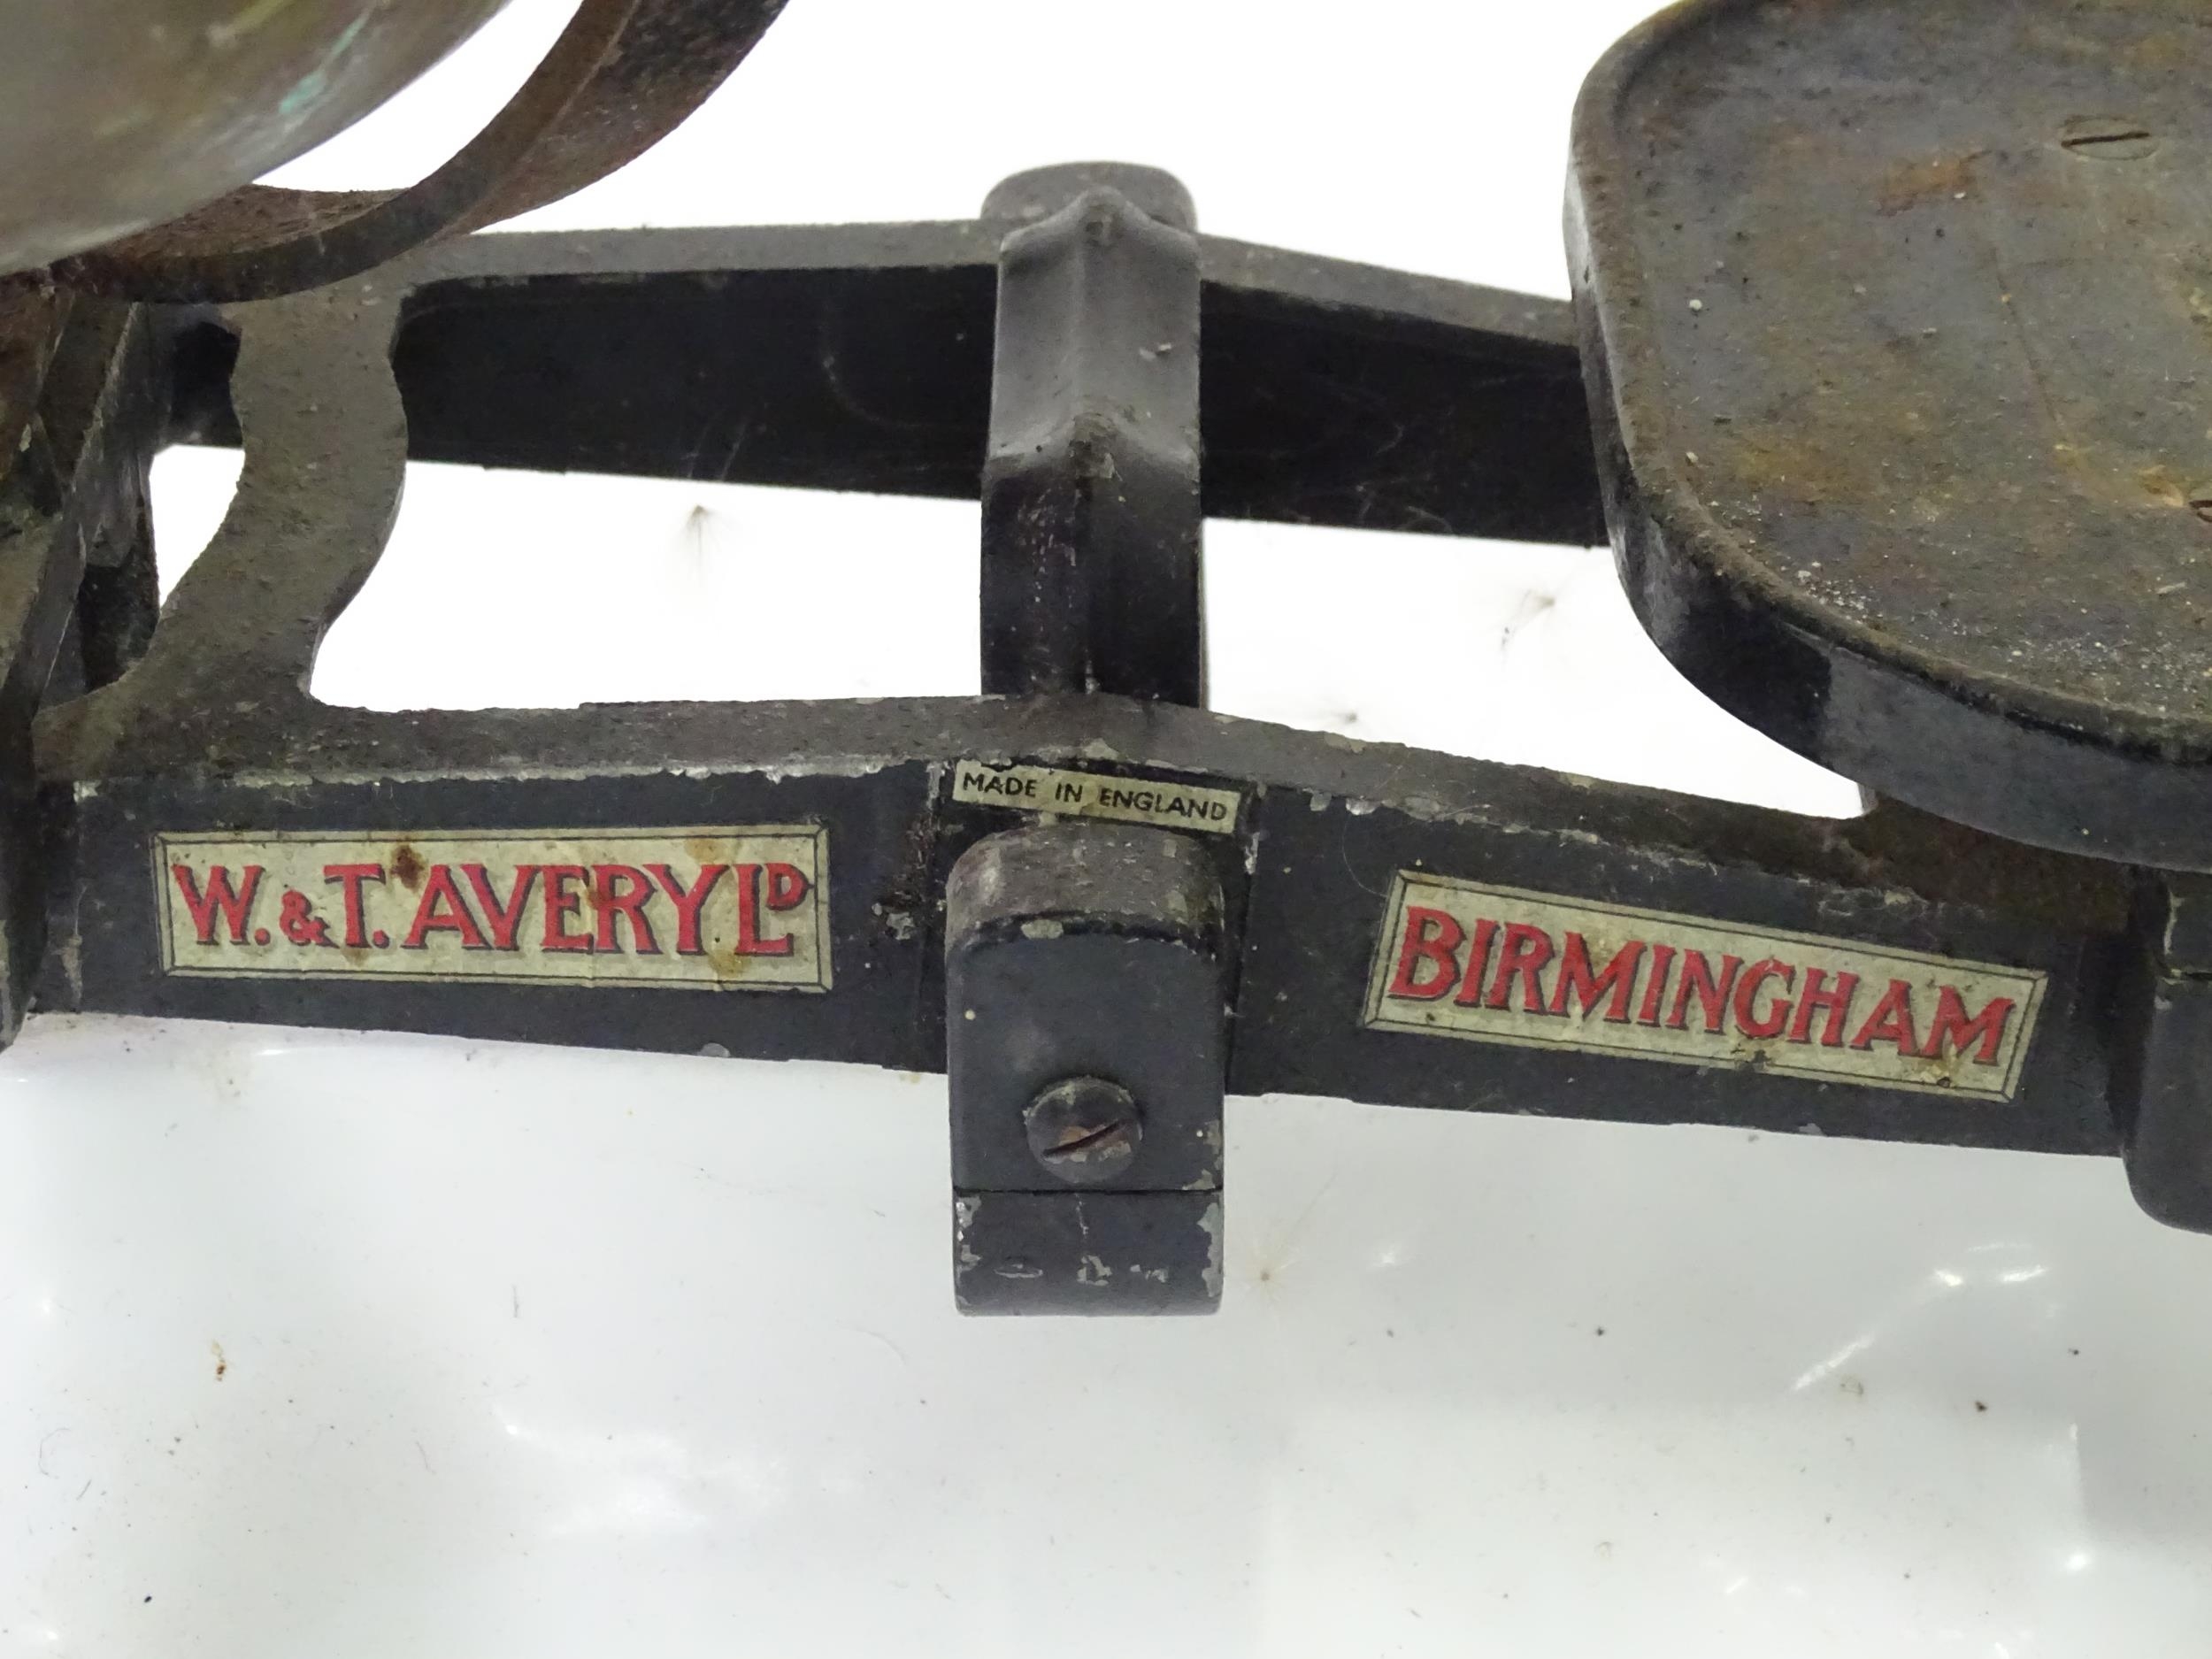 MADE IN ENGLAND
W. & T. AVERY LD
BIRMINGHAM